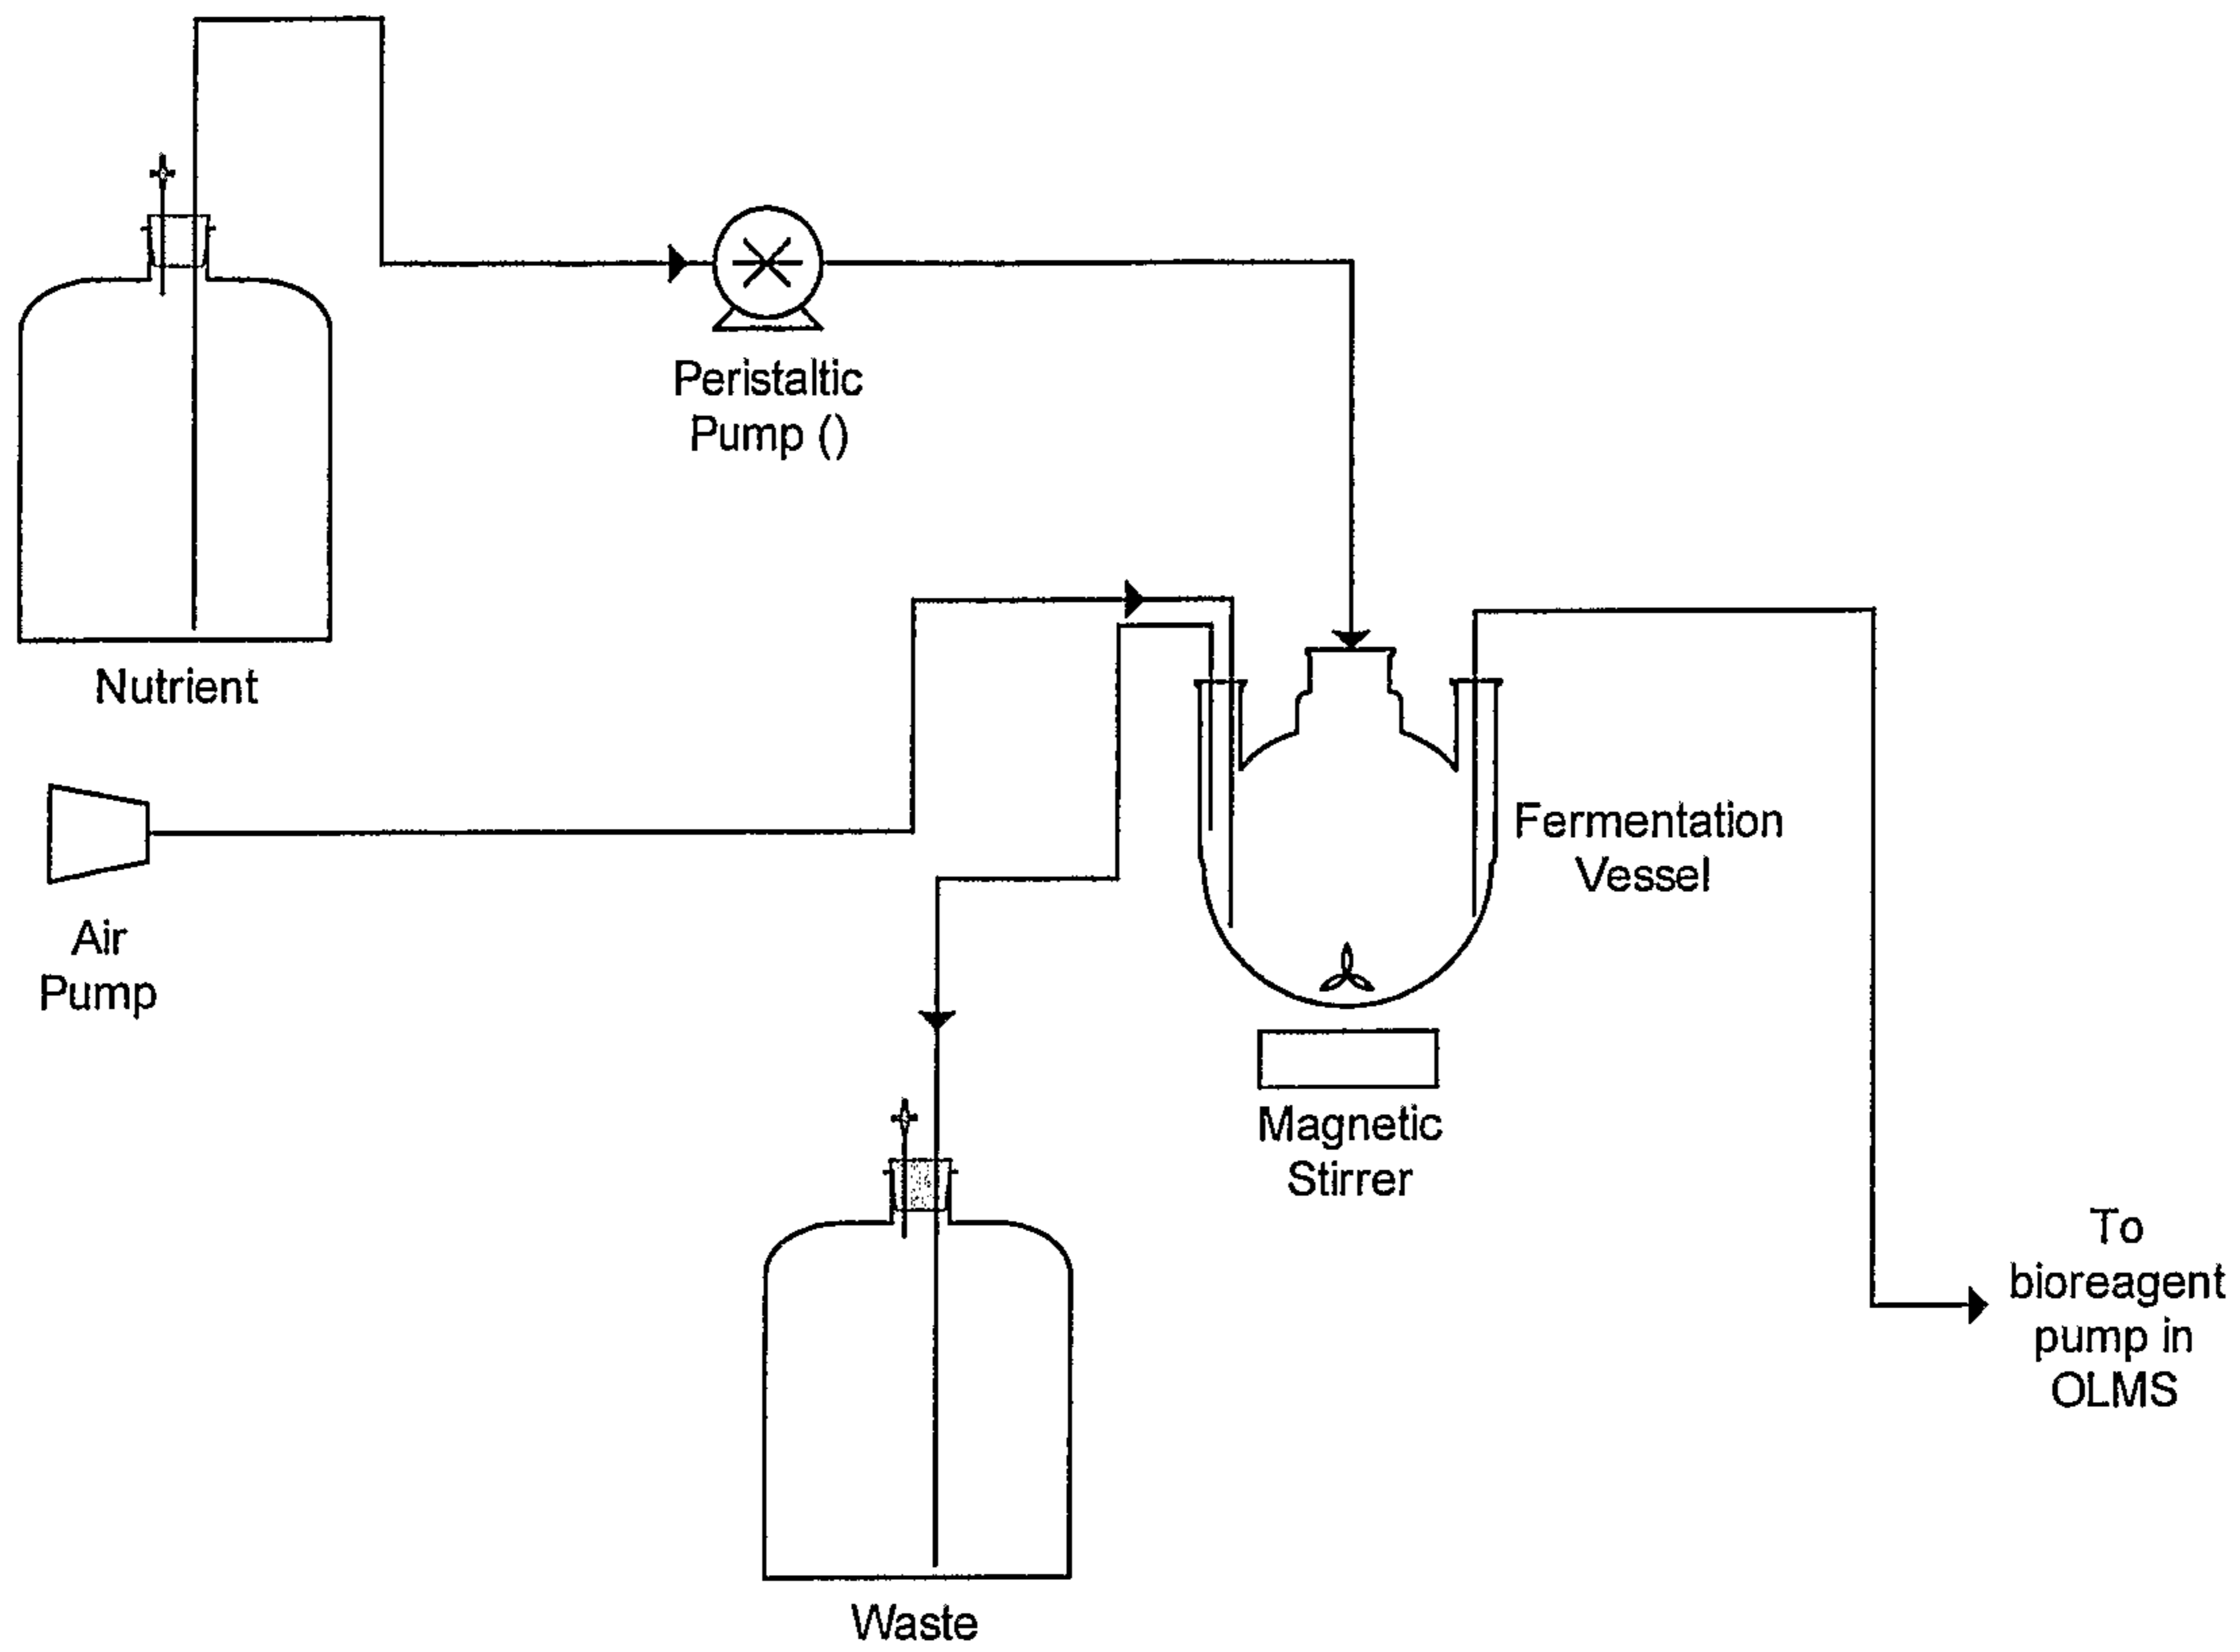 Peristaltic
Pump ()
Nutrient
Fermentation
Vessel
Air
Pump
Magnetic
Stirrer
To
bioreagent
pump in
OLMS
Waste